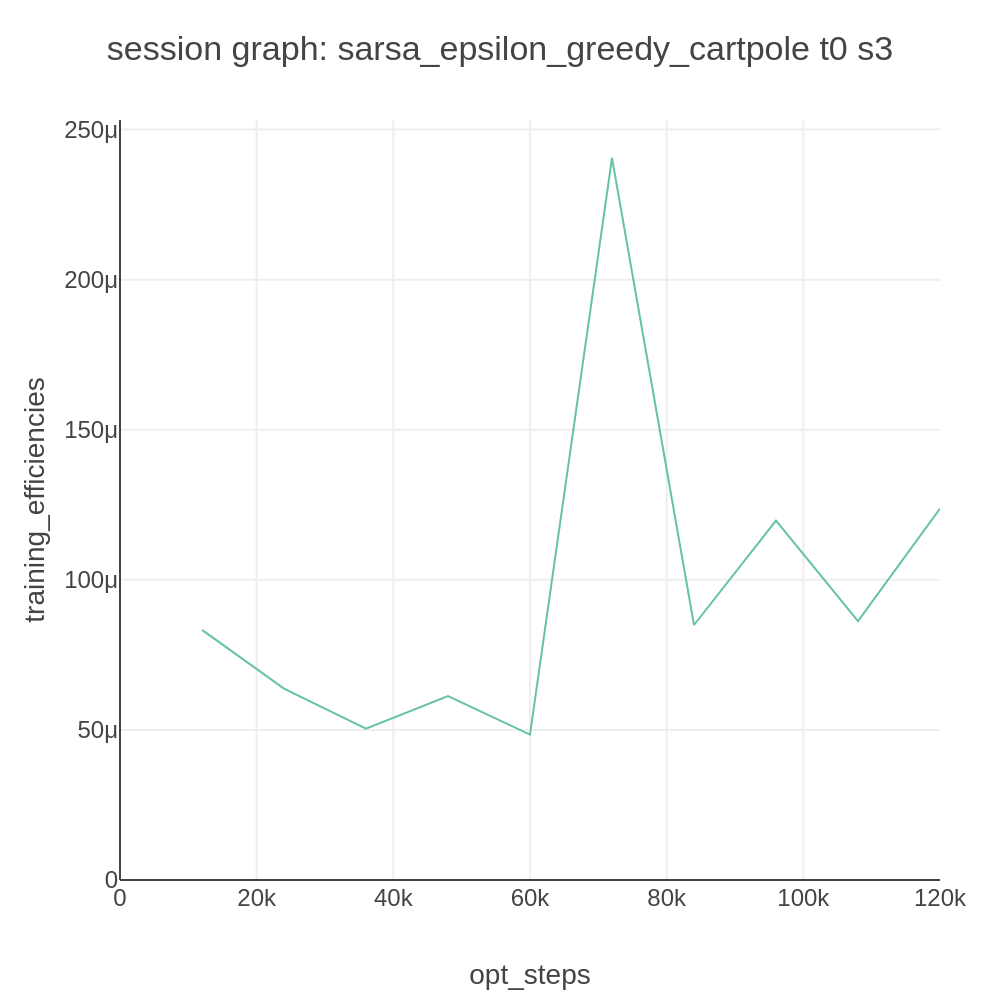 session graph: sarsa_epsilon_greedy_cartpole t0 s3
training_efficiencies
250μ
200μ
150μ
100μ
50μ
0
0
20k
40k
60k
80k
100k
120k
opt_steps